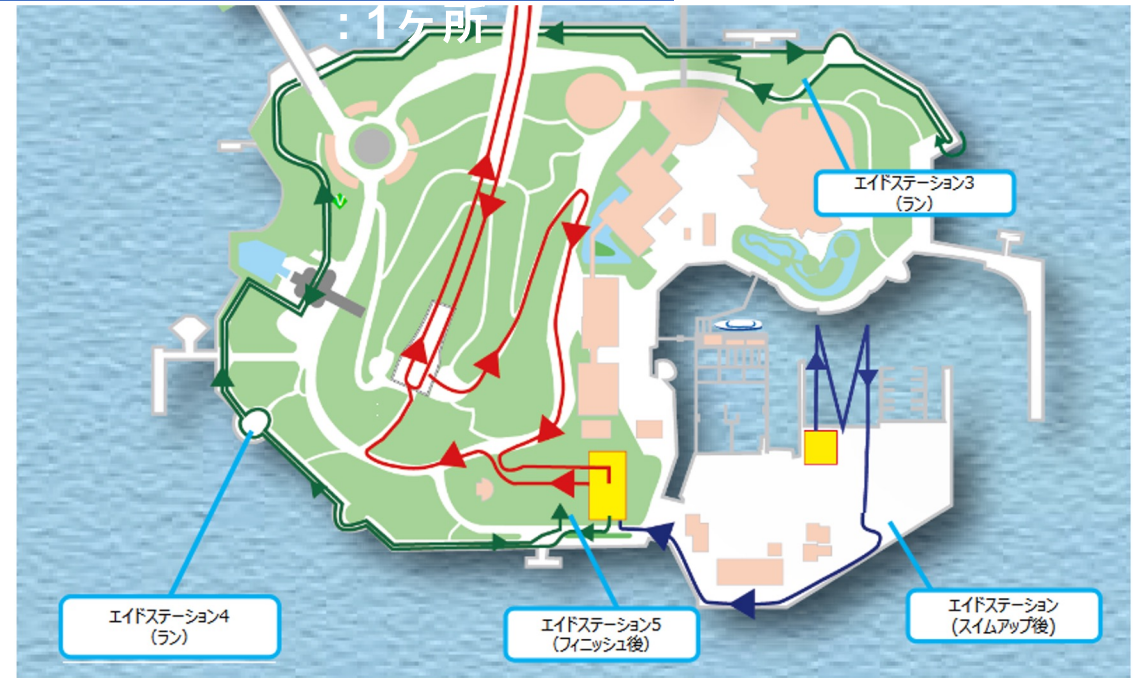 ：1ヶ所
エイドステーション3
（ラン）
エイドステーション4
（ラン）
エイドステーション5
（フィニッシュ後）
エイドステーション
(スイムアップ後)